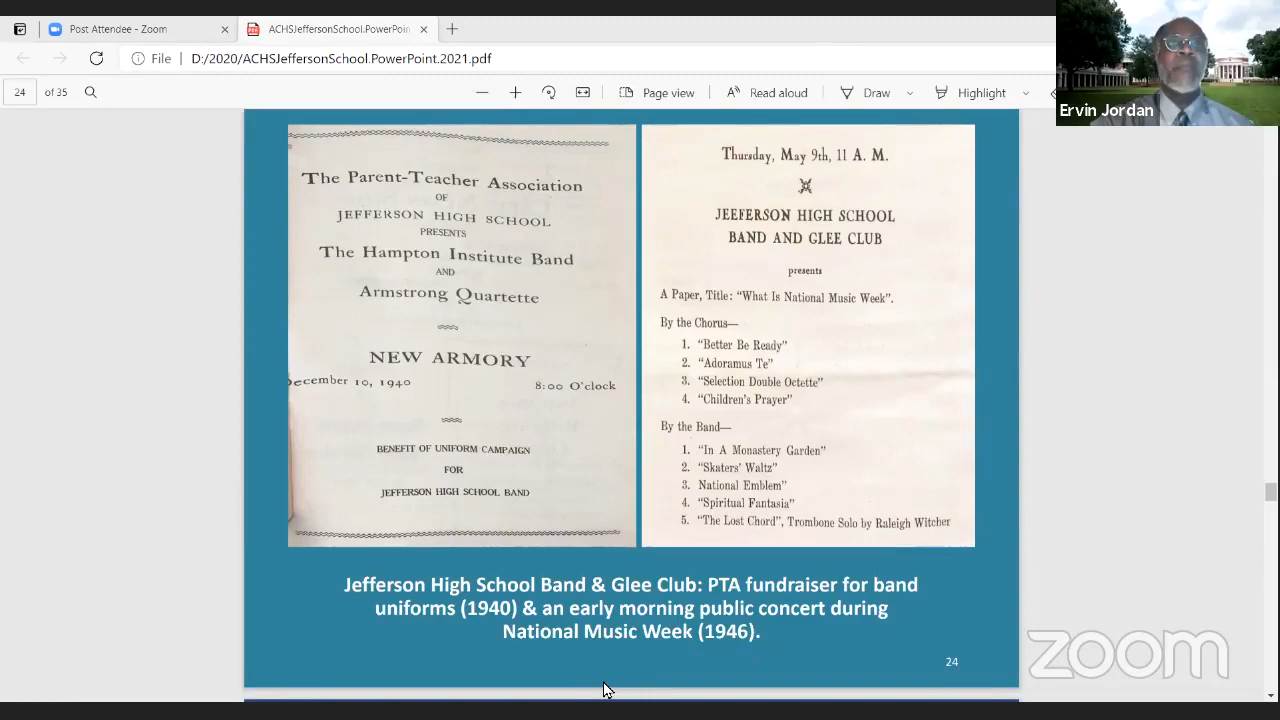 Post Attendee - Zoom
ACHSJeffersonSchool.PowerPoin
File
D:/2020/ACHSJeffersonSchool.PowerPoint.2021.pdf
24
of 35
Page view
Read aloud
Draw
Highlight
Ervin Jordan
The Parent-Teacher Association
OF
JEFFERSON HIGH SCHOOL
PRESENTS
The Hampton Institute Band
AND
Armstrong Quartette
NEW ARMORY
December 10, 1940
8:00 O'clock
BENEFIT OF UNIFORM CAMPAIGN
FOR
JEFFERSON HIGH SCHOOL BAND
Thursday, May 9th, 11 A. M.
JEEFERSON HIGH SCHOOL
BAND AND GLEE CLUB
presents
A Paper, Title: "What Is National Music Week".
By the Chorus—
1. "Better Be Ready"
2. "Adoramus Te"
3. "Selection Double Octette"
4. "Children's Prayer"
By the Band—
1. "In A Monastery Garden"
2. "Skaters' Waltz"
3. National Emblem"
4. "Spiritual Fantasia"
5. "The Lost Chord", Trombone Solo by Raleigh Witcher
Jefferson High School Band & Glee Club: PTA fundraiser for band
uniforms (1940) & an early morning public concert during
National Music Week (1946).
24
zoom